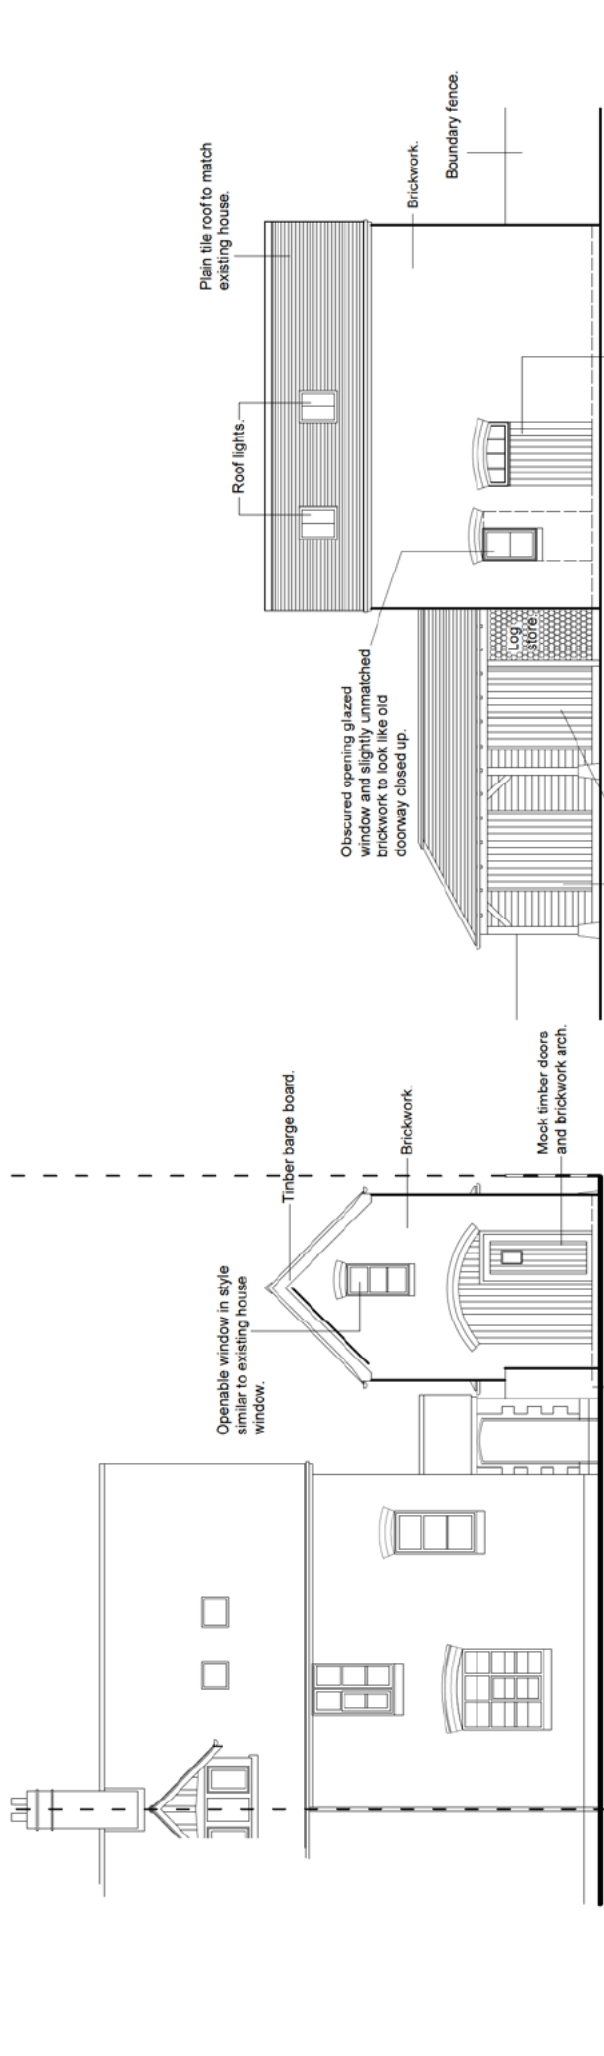 Openable window in style
similar to existing house
window.
Timber barge board.
Brickwork.
Mock timber doors
and brickwork arch.
Obscured opening glazed
window and slightly unmatched
brickwork to look like old
doorway closed up.
Log
store.
Roof lights.
Plain tile roof to match
existing house.
Brickwork.
Boundary fence.